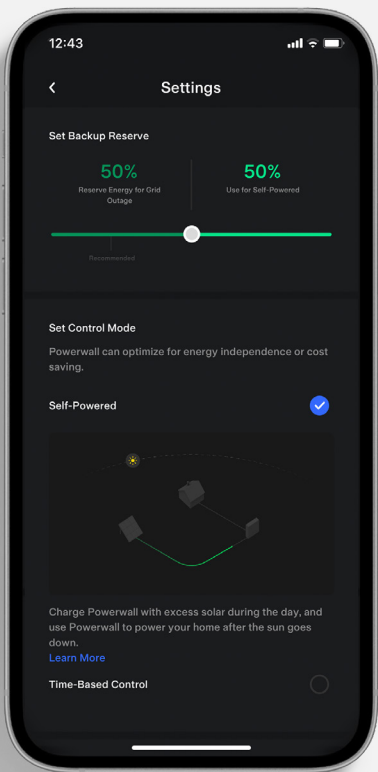 12:43
Settings
Set Backup Reserve
50%
Reserve Energy for Grid
Outage
50%
Use for Self-Powered
Recommended
Set Control Mode
Powerwall can optimize for energy independence or cost
saving.
Self-Powered
Charge Powerwall with excess solar during the day, and
use Powerwall to power your home after the sun goes
down.
Learn More
Time-Based Control